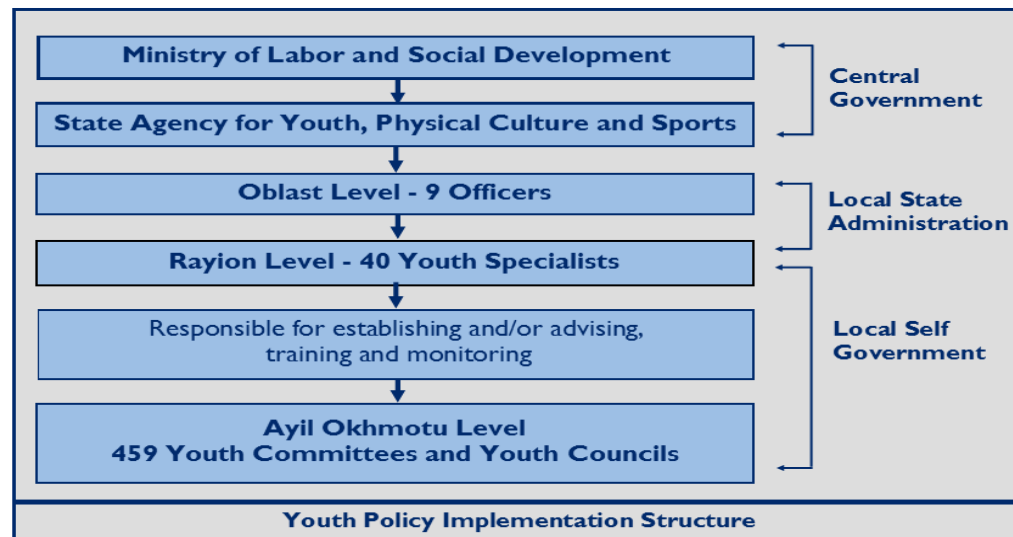 Ministry of Labor and Social Development
Central
Government
State Agency for Youth, Physical Culture and Sports
Oblast Level - 9 Officers
Local State
Administration
Rayion Level - 40 Youth Specialists
Responsible for establishing and/or advising,
training and monitoring
Local Self
Government
Ayil Okhmotu Level
459 Youth Committees and Youth Councils
Youth Policy Implementation Structure